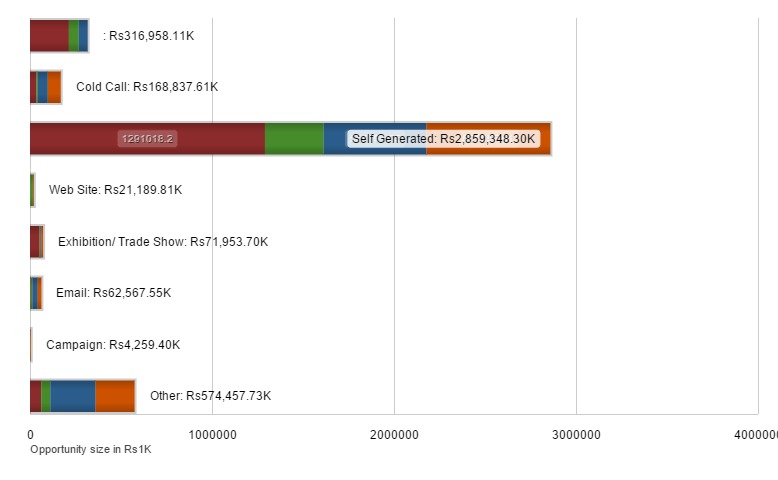 : Rs316,958.11K
Cold Call: Rs168,837.61K
1291018.2
Self Generated: Rs2,859,348.30K
Web Site: Rs21,189.81K
Exhibition/ Trade Show: Rs71,953.70K
Email: Rs62,567.55K
Campaign: Rs4,259.40K
Other: Rs574,457.73K
0 1000000 2000000 3000000 4000000
Opportunity size in Rs1K